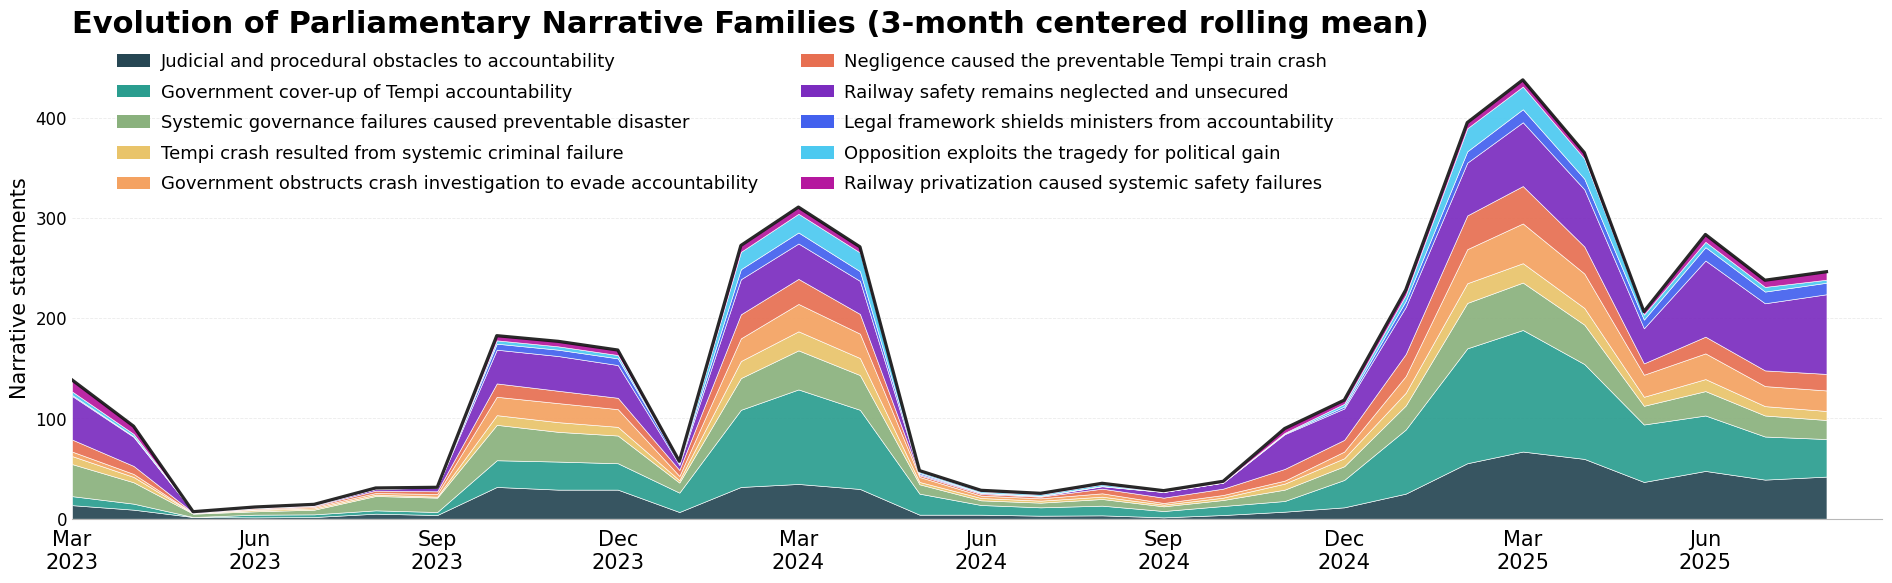 Evolution of Parliamentary Narrative Families (3-month centered rolling mean)
Judicial and procedural obstacles to accountability
Government cover-up of Tempi accountability
Systemic governance failures caused preventable disaster
Tempi crash resulted from systemic criminal failure
Government obstructs crash investigation to evade accountability
Negligence caused the preventable Tempi train crash
Railway safety remains neglected and unsecured
Legal framework shields ministers from accountability
Opposition exploits the tragedy for political gain
Railway privatization caused systemic safety failures
Narrative statements
400
300
200
100
0
Mar 2023
Jun 2023
Sep 2023
Dec 2023
Mar 2024
Jun 2024
Sep 2024
Dec 2024
Mar 2025
Jun 2025